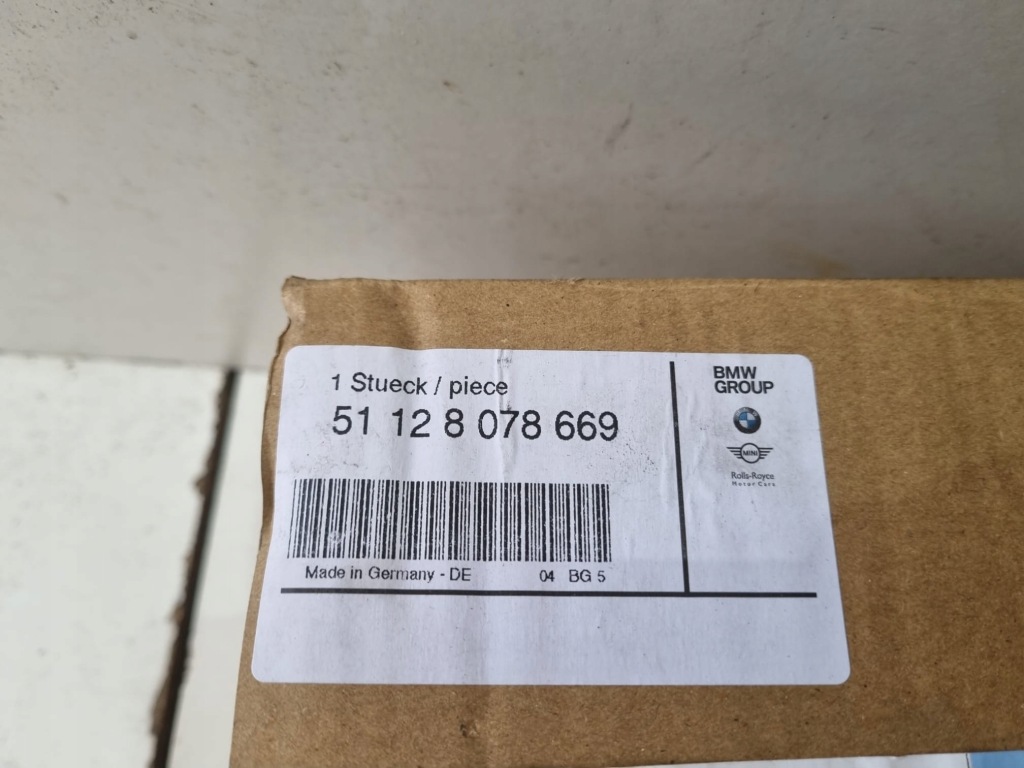 1 Stueck / piece
51 12 8 078 669
Made in Germany - DE 04 BG 5
BMW
GROUP
MINI
Rolls-Royce
Motor Cars